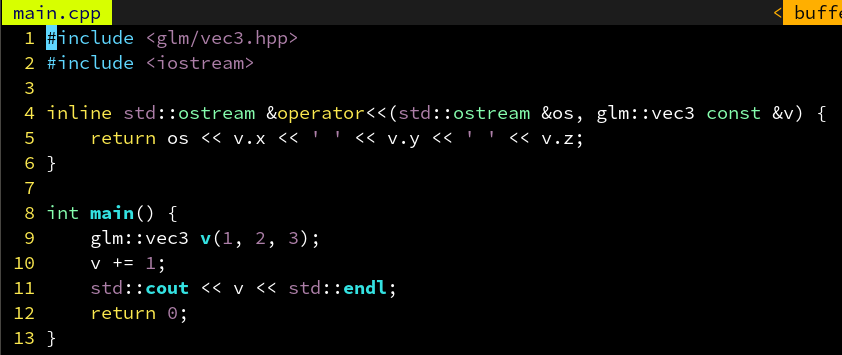 main.cpp
< buffe
1 #include <glm/vec3.hpp>
2 #include <iostream>
3
4 inline std::ostream &operator<<(std::ostream &os, glm::vec3 const &v) {
5     return os << v.x << ' ' << v.y << ' ' << v.z;
6 }
7
8 int main() {
9     glm::vec3 v(1, 2, 3);
10     v += 1;
11     std::cout << v << std::endl;
12     return 0;
13 }